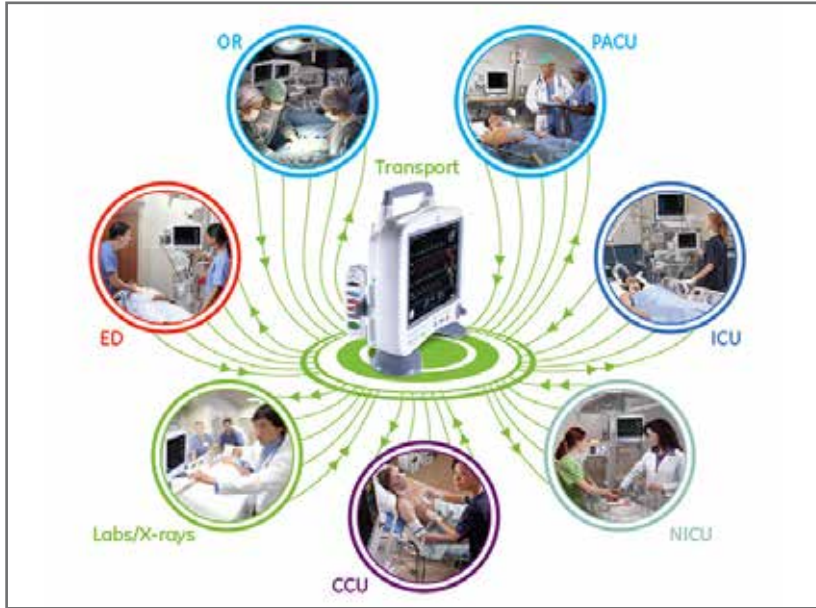 OR
PACU
Transport
ED
ICU
Labs/X-rays
NICU
CCU